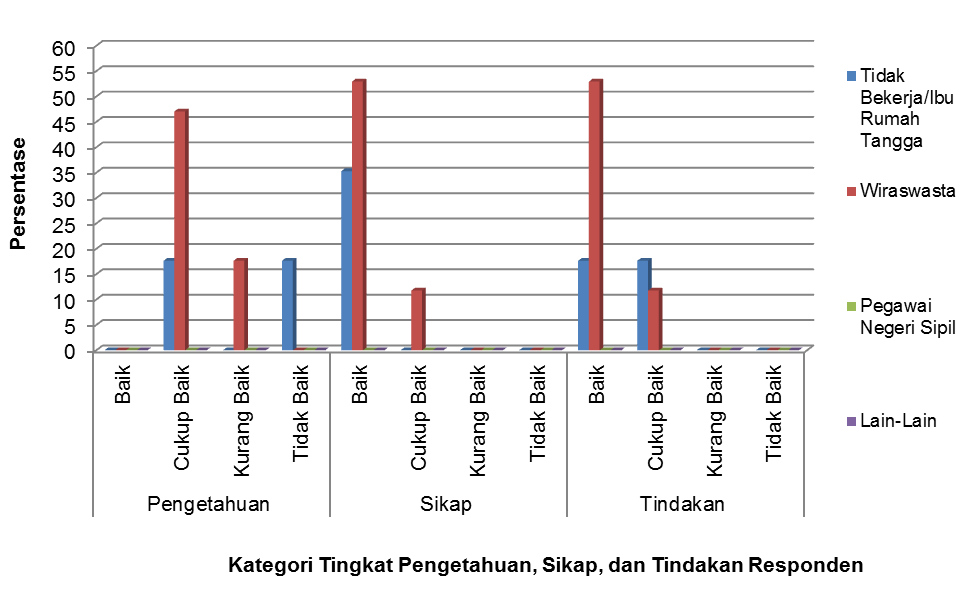 Persentase
60
55
50
45
40
35
30
25
20
15
10
5
0
Baik
Cukup Baik
Kurang Baik
Tidak Baik
Baik
Cukup Baik
Kurang Baik
Tidak Baik
Baik
Cukup Baik
Kurang Baik
Tidak Baik
Pengetahuan
Sikap
Tindakan
Kategori Tingkat Pengetahuan, Sikap, dan Tindakan Responden
Tidak
Bekerja/Ibu
Rumah
Tangga
Wiraswasta
Pegawai
Negeri Sipil
Lain-Lain